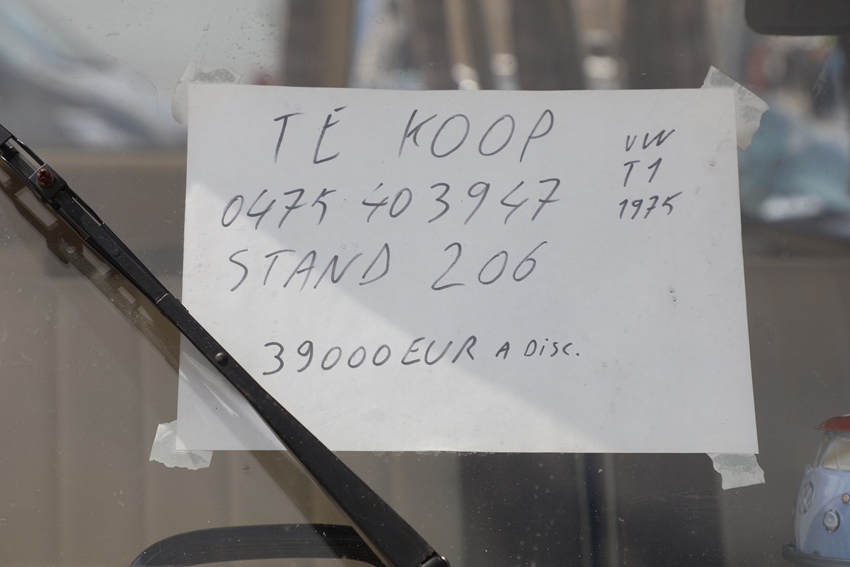 TE KOOP
0475 403947
STAND 206
39000 EUR A DISC.
VW
T1
1975